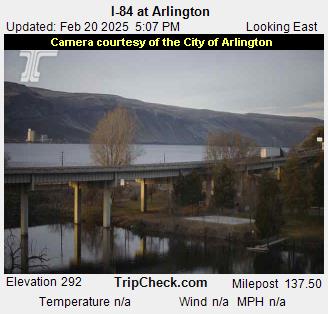 I-84 at Arlington
Updated: Feb 20 2025 5:07 PM Looking East
Camera courtesy of the City of Arlington
Elevation 292 TripCheck.com Milepost 137.50
Temperature n/a Wind n/a MPH n/a